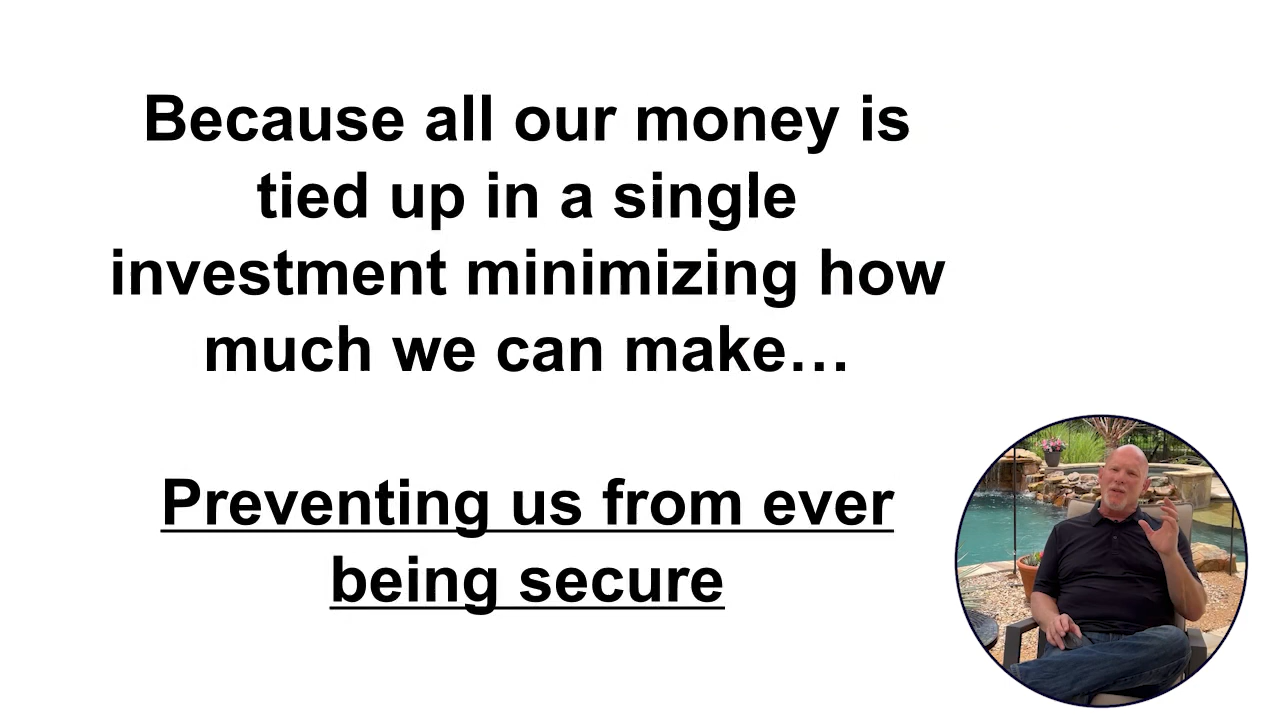 Because all our money is
tied up in a single
investment minimizing how
much we can make…
Preventing us from ever
being secure